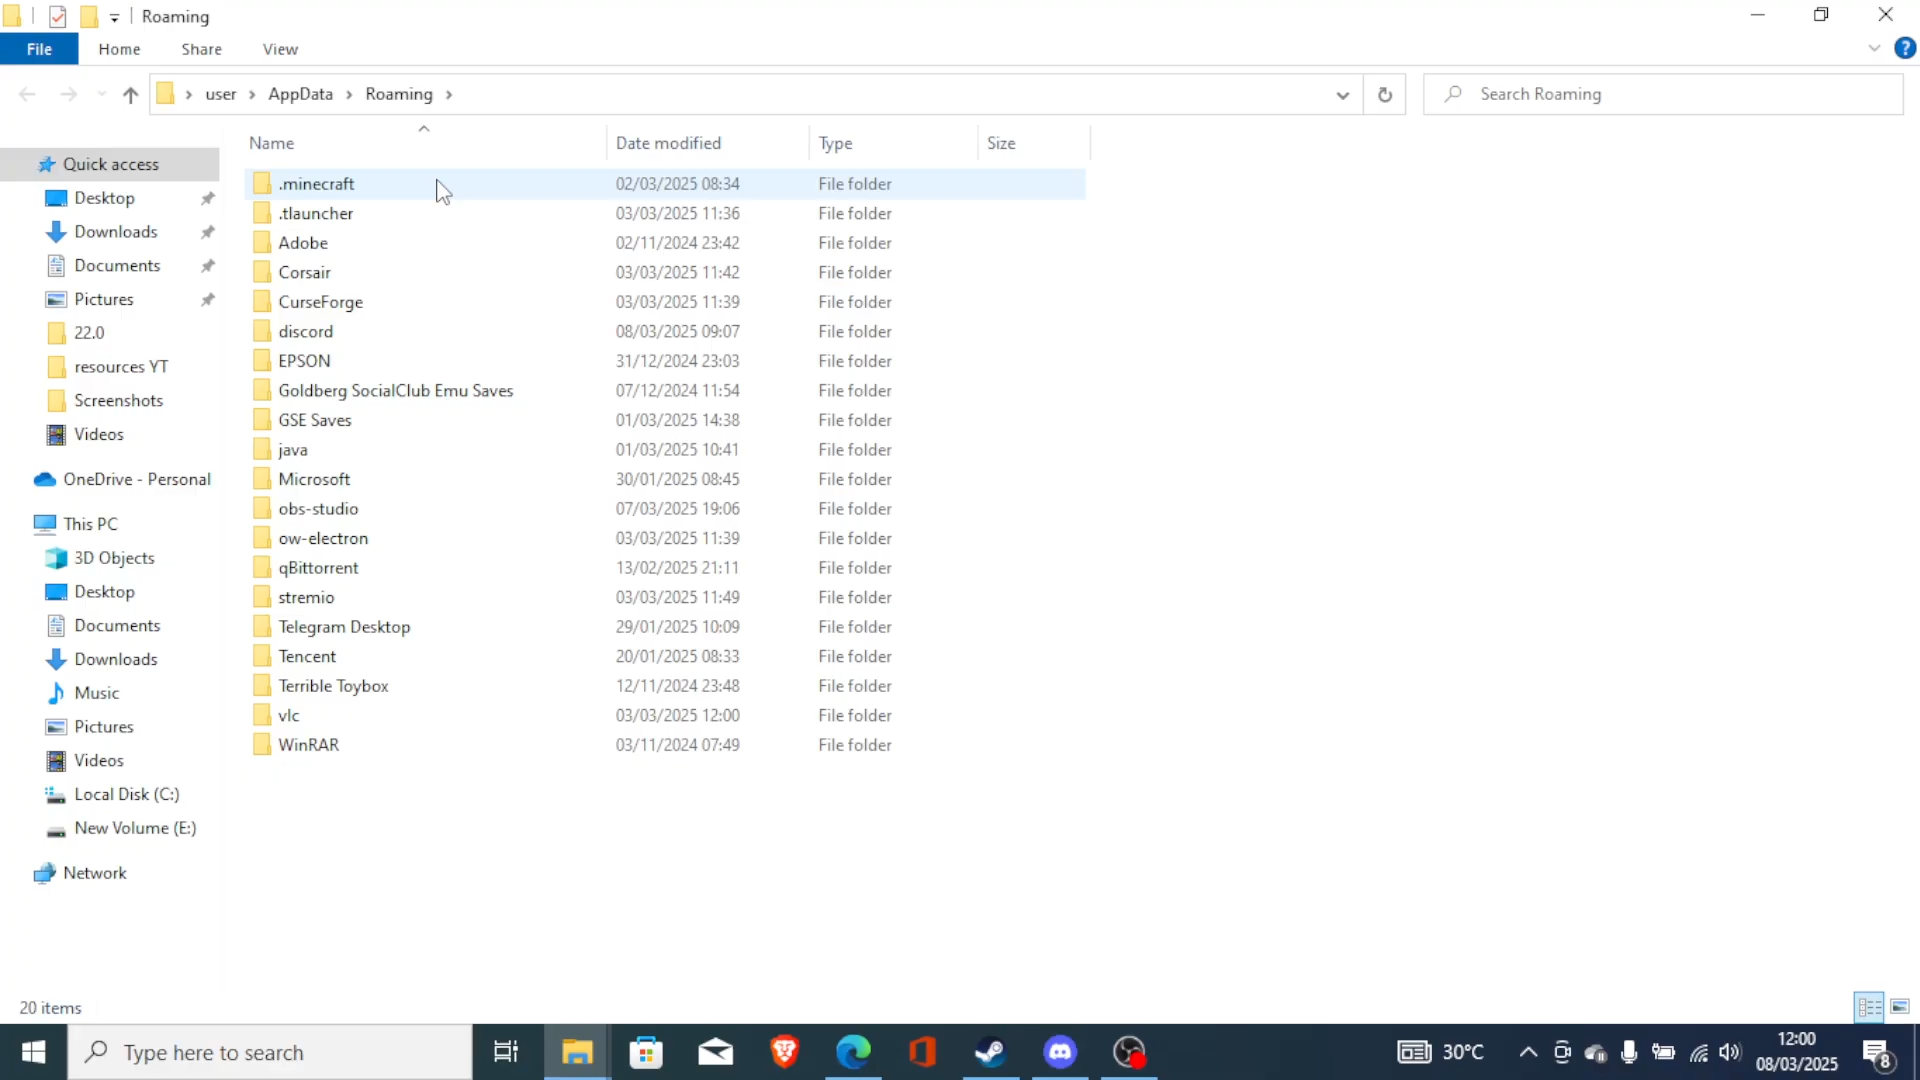 Roaming
File Home Share View
user AppData Roaming
Search Roaming
Name Date modified Type Size
Quick access
Desktop
Downloads
Documents
Pictures
22.0
resources YT
Screenshots
Videos
OneDrive - Personal
This PC
3D Objects
Desktop
Documents
Downloads
Music
Pictures
Videos
Local Disk (C:)
New Volume (E:)
Network
.minecraft 02/03/2025 08:34 File folder
.tlauncher 03/03/2025 11:36 File folder
Adobe 02/11/2024 23:42 File folder
Corsair 03/03/2025 11:42 File folder
CurseForge 03/03/2025 11:39 File folder
discord 08/03/2025 09:07 File folder
EPSON 31/12/2024 23:03 File folder
Goldberg SocialClub Emu Saves 07/12/2024 11:54 File folder
GSE Saves 01/03/2025 14:38 File folder
java 01/03/2025 10:41 File folder
Microsoft 30/01/2025 08:45 File folder
obs-studio 07/03/2025 19:06 File folder
ow-electron 03/03/2025 11:39 File folder
qBittorrent 13/02/2025 21:11 File folder
stremio 03/03/2025 11:49 File folder
Telegram Desktop 29/01/2025 10:09 File folder
Tencent 20/01/2025 08:33 File folder
Terrible Toybox 12/11/2024 23:48 File folder
vlc 03/03/2025 12:00 File folder
WinRAR 03/11/2024 07:49 File folder
20 items
Type here to search
30°C
12:00
08/03/2025
8